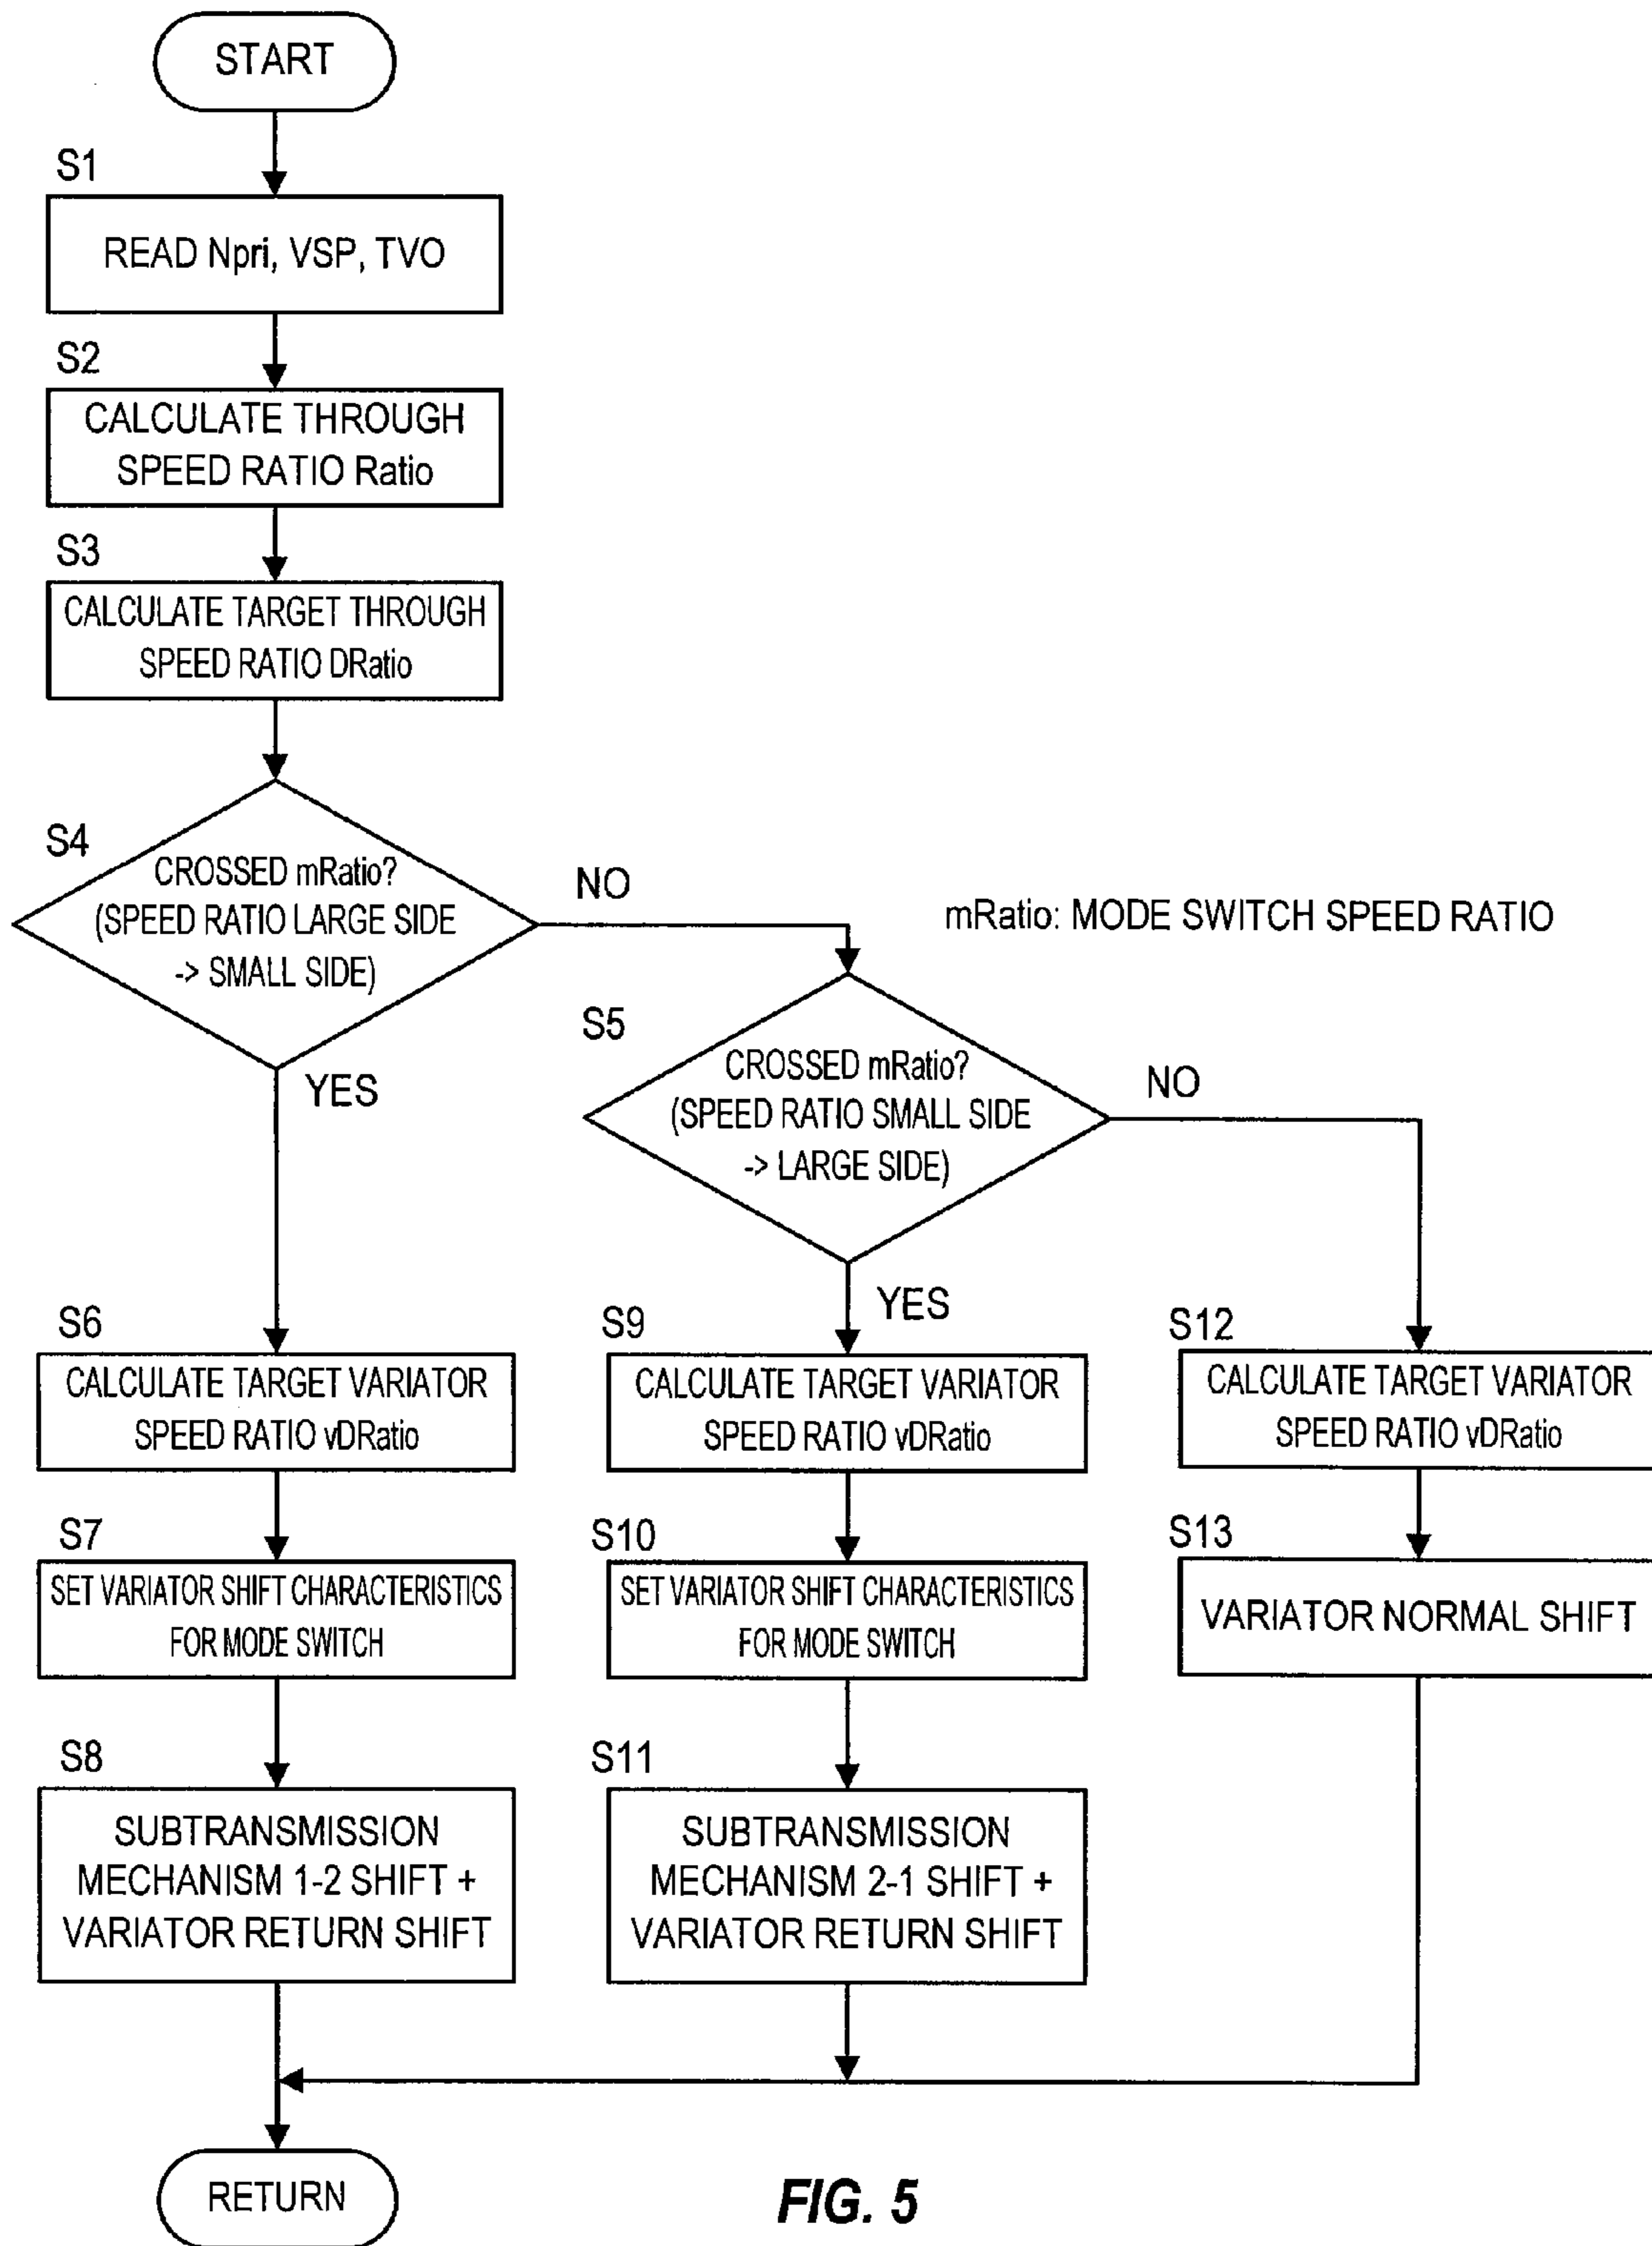 START
S1
READ Npri, VSP, TVO
S2
CALCULATE THROUGH
SPEED RATIO Ratio
S3
CALCULATE TARGET THROUGH
SPEED RATIO DRatio
S4
CROSSED mRatio?
(SPEED RATIO LARGE SIDE
-> SMALL SIDE)
NO
YES
mRatio: MODE SWITCH SPEED RATIO
S5
CROSSED mRatio?
(SPEED RATIO SMALL SIDE
-> LARGE SIDE)
NO
YES
S6
CALCULATE TARGET VARIATOR
SPEED RATIO vDRatio
S7
SET VARIATOR SHIFT CHARACTERISTICS
FOR MODE SWITCH
S8
SUBTRANSMISSION
MECHANISM 1-2 SHIFT +
VARIATOR RETURN SHIFT
S9
CALCULATE TARGET VARIATOR
SPEED RATIO vDRatio
S10
SET VARIATOR SHIFT CHARACTERISTICS
FOR MODE SWITCH
S11
SUBTRANSMISSION
MECHANISM 2-1 SHIFT +
VARIATOR RETURN SHIFT
S12
CALCULATE TARGET VARIATOR
SPEED RATIO vDRatio
S13
VARIATOR NORMAL SHIFT
RETURN
FIG. 5